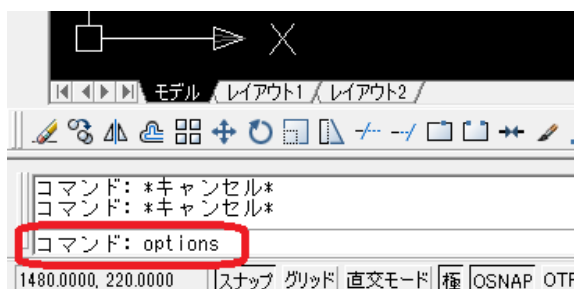 X
モデル レイアウト1 レイアウト2
コマンド: *キャンセル*
コマンド: *キャンセル*
コマンド: options
1480.0000, 220.0000 スナップ グリッド 直交モード 極 OSNAP OTF